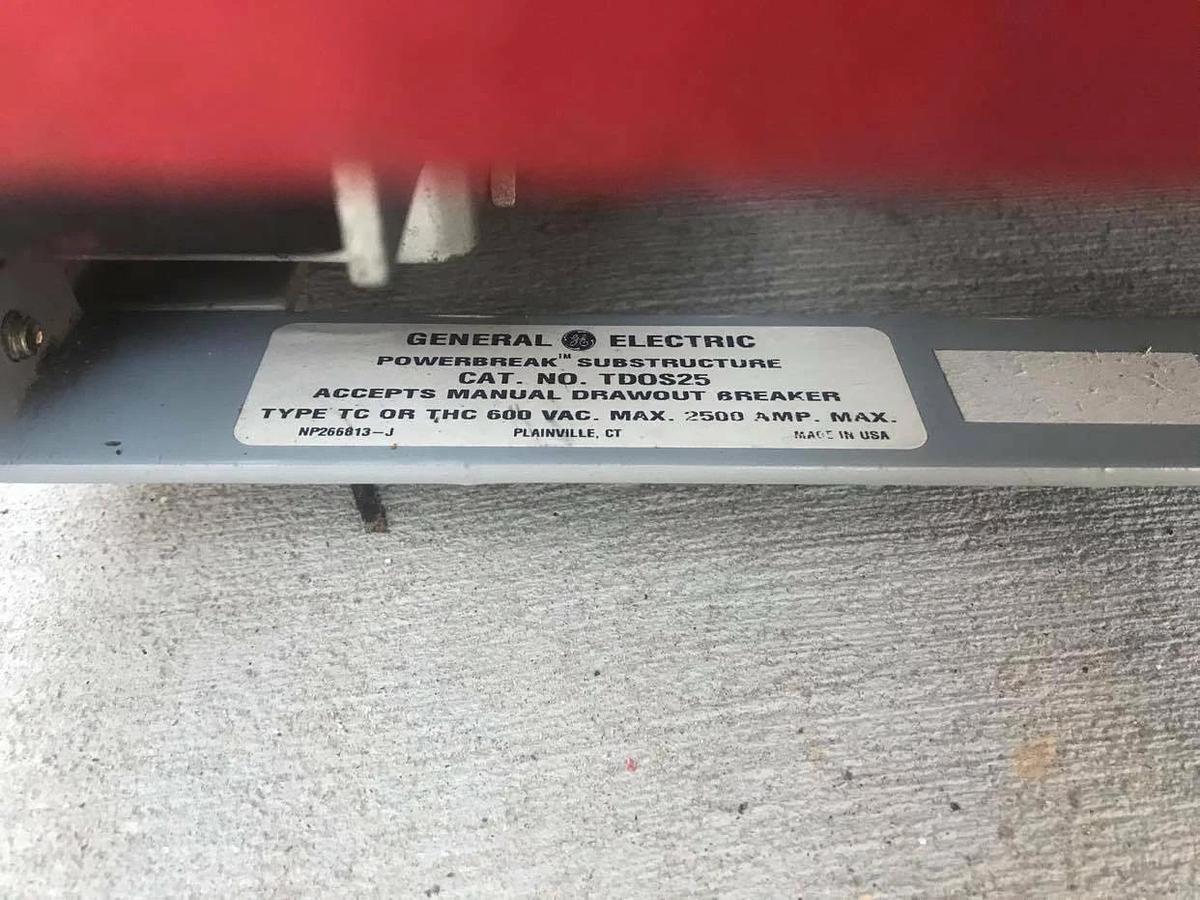 GENERAL GE ELECTRIC
POWERBREAK™ SUBSTRUCTURE
CAT. NO. TDOS25
ACCEPTS MANUAL DRAWOUT BREAKER
TYPE TC OR THC 600 VAC. MAX. 2500 AMP. MAX.
NP266813-J PLAINVILLE, CT MADE IN USA